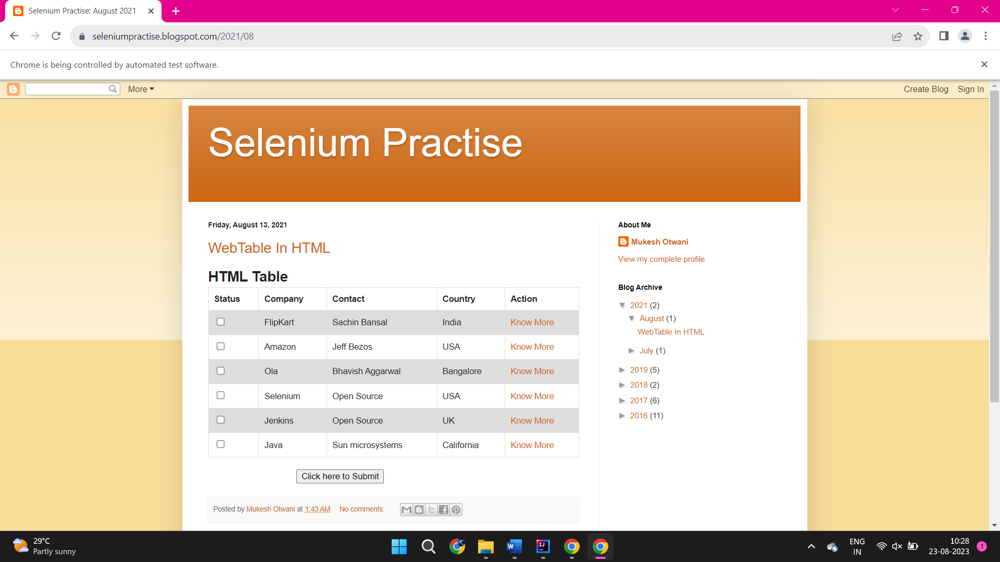 Selenium Practise: August 2021
seleniumpractise.blogspot.com/2021/08
Chrome is being controlled by automated test software.
More
Create Blog Sign In
Selenium Practise
Friday, August 13, 2021
WebTable In HTML
HTML Table
Status Company Contact Country Action
FlipKart Sachin Bansal India Know More
Amazon Jeff Bezos USA Know More
Ola Bhavish Aggarwal Bangalore Know More
Selenium Open Source USA Know More
Jenkins Open Source UK Know More
Java Sun microsystems California Know More
Click here to Submit
Posted by Mukesh Otwani at 1:43 AM No comments:
About Me
Mukesh Otwani
View my complete profile
Blog Archive
▼ 2021 (2)
▼ August (1)
WebTable In HTML
► July (1)
► 2019 (5)
► 2018 (2)
► 2017 (6)
► 2016 (11)
29°C
Partly sunny
ENG
IN
10:28
23-08-2023
1